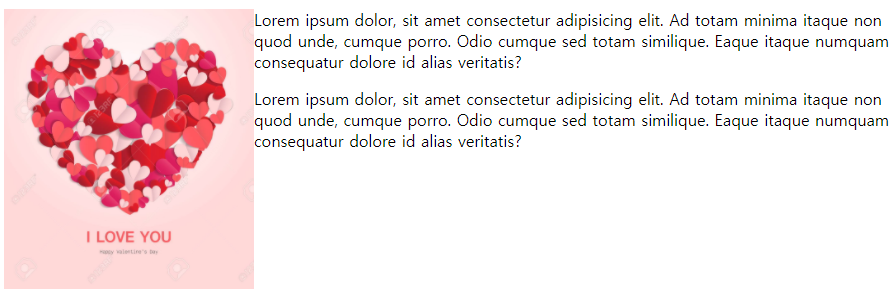 Lorem ipsum dolor, sit amet consectetur adipisicing elit. Ad totam minima itaque non
quod unde, cumque porro. Odio cumque sed totam similique. Eaque itaque numquam
consequatur dolore id alias veritatis?
Lorem ipsum dolor, sit amet consectetur adipisicing elit. Ad totam minima itaque non
quod unde, cumque porro. Odio cumque sed totam similique. Eaque itaque numquam
consequatur dolore id alias veritatis?
I LOVE YOU
Happy Valentine's Day